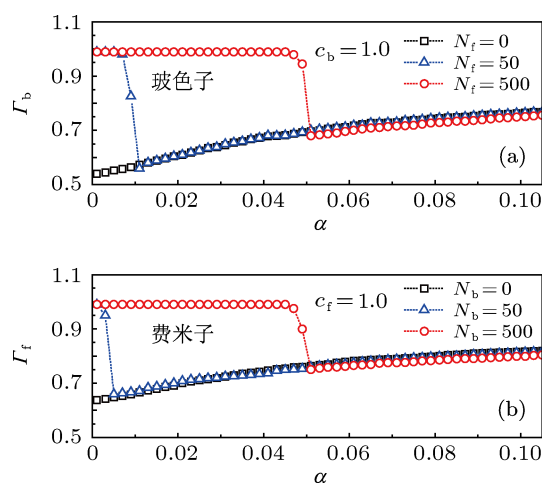 1.1
0.9
0.7
0.5
Γb
cb = 1.0
玻色子
Nf = 0
Nf = 50
Nf = 500
(a)
0 0.02 0.04 0.06 0.08 0.10
α
1.1
0.9
0.7
0.5
Γf
cf = 1.0
费米子
Nb = 0
Nb = 50
Nb = 500
(b)
0 0.02 0.04 0.06 0.08 0.10
α